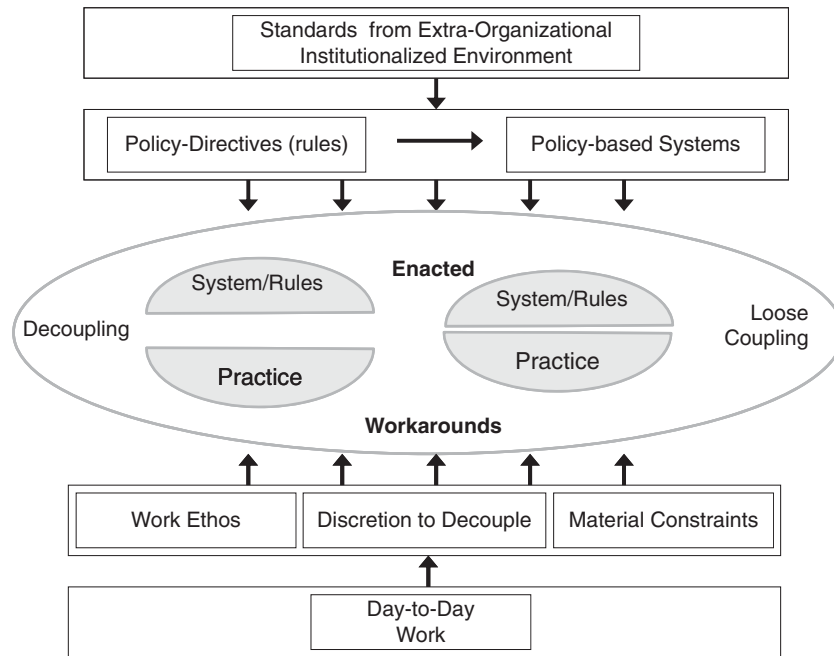 Standards from Extra-Organizational
Institutionalized Environment
Policy-Directives (rules)
Policy-based Systems
Enacted
System/Rules
System/Rules
Decoupling
Loose
Coupling
Practice
Practice
Workarounds
Work Ethos
Discretion to Decouple
Material Constraints
Day-to-Day
Work